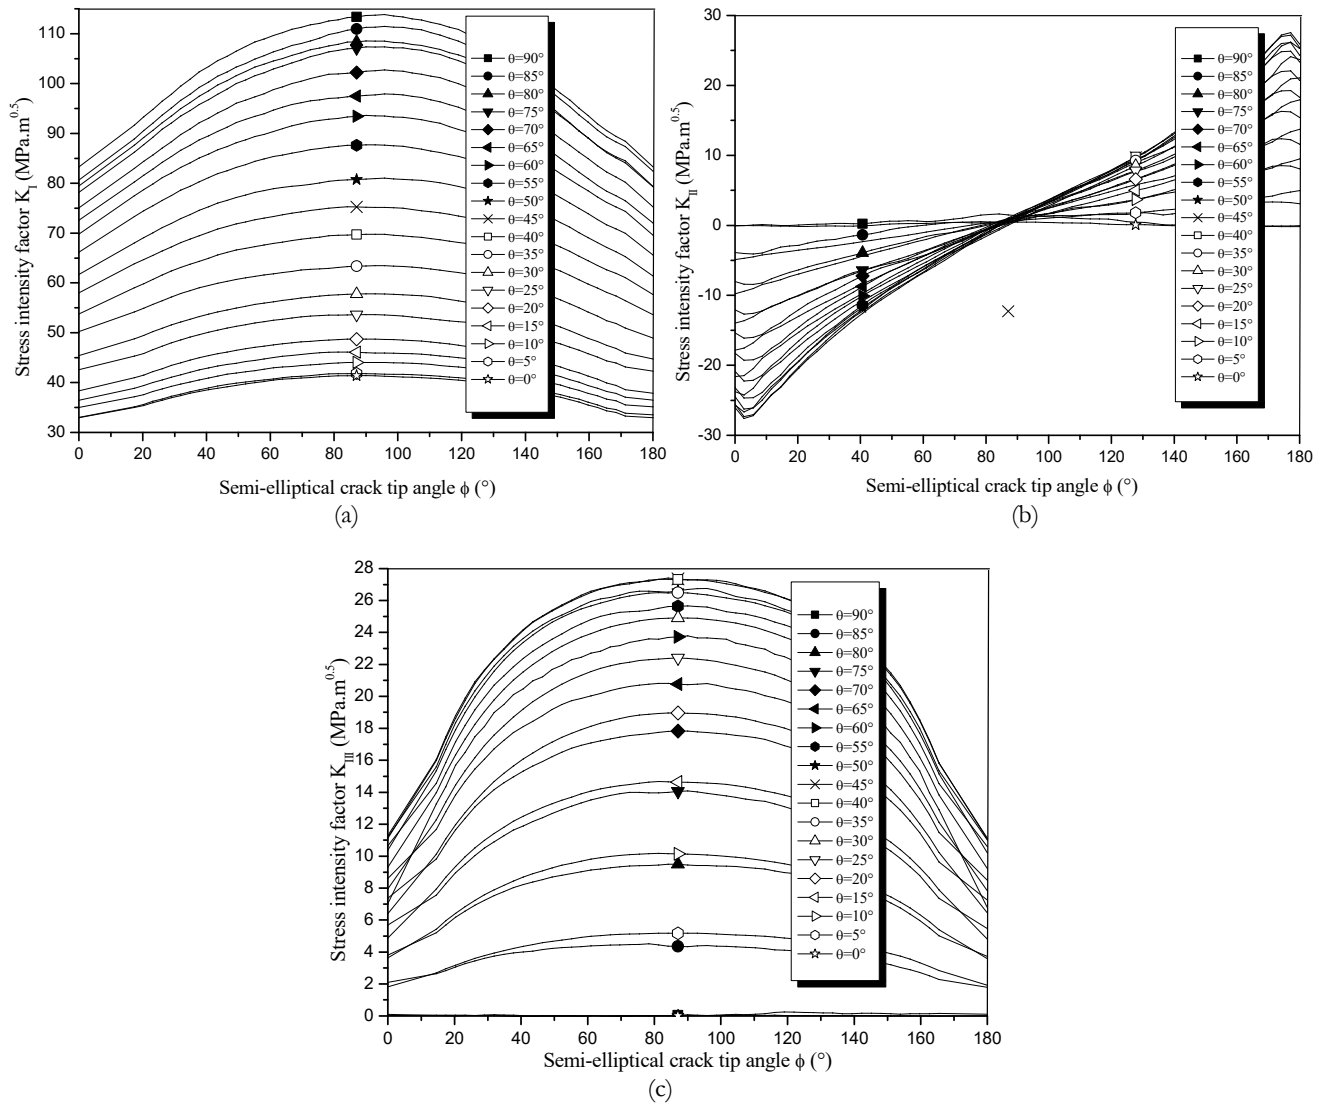 Stress intensity factor K_I (MPa.m^0.5)
110
100
90
80
70
60
50
40
30
0 20 40 60 80 100 120 140 160 180
Semi-elliptical crack tip angle ϕ (°)
θ=90°
θ=85°
θ=80°
θ=75°
θ=70°
θ=65°
θ=60°
θ=55°
θ=50°
θ=45°
θ=40°
θ=35°
θ=30°
θ=25°
θ=20°
θ=15°
θ=10°
θ=5°
θ=0°
(a)
Stress intensity factor K_II (MPa.m^0.5)
30
20
10
0
-10
-20
-30
0 20 40 60 80 100 120 140 160 180
Semi-elliptical crack tip angle ϕ (°)
θ=90°
θ=85°
θ=80°
θ=75°
θ=70°
θ=65°
θ=60°
θ=55°
θ=50°
θ=45°
θ=40°
θ=35°
θ=30°
θ=25°
θ=20°
θ=15°
θ=10°
θ=5°
θ=0°
(b)
Stress intensity factor K_III (MPa.m^0.5)
28
26
24
22
20
18
16
14
12
10
8
6
4
2
0
0 20 40 60 80 100 120 140 160 180
Semi-elliptical crack tip angle ϕ (°)
θ=90°
θ=85°
θ=80°
θ=75°
θ=70°
θ=65°
θ=60°
θ=55°
θ=50°
θ=45°
θ=40°
θ=35°
θ=30°
θ=25°
θ=20°
θ=15°
θ=10°
θ=5°
θ=0°
(c)